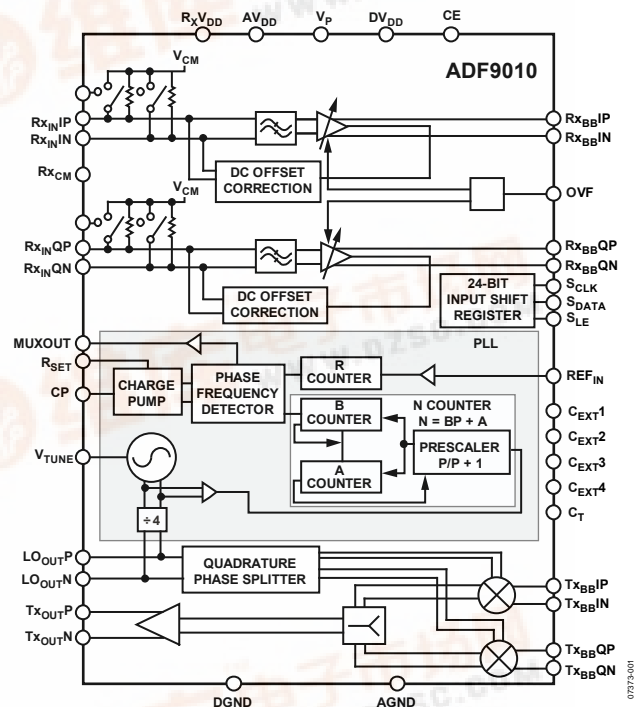 RxVDD AVDD VP DVDD CE
ADF9010
VCM
RxINIP
RxININ
RxCM
DC OFFSET
CORRECTION
RxBBIP
RxBBIN
OVF
VCM
RxINQP
RxINQN
DC OFFSET
CORRECTION
RxBBQP
RxBBQN
24-BIT
INPUT SHIFT
REGISTER
SCLK
SDATA
SLE
PLL
MUXOUT
RSET
CP
CHARGE
PUMP
PHASE
FREQUENCY
DETECTOR
R
COUNTER
REFIN
B
COUNTER
N COUNTER
N = BP + A
PRESCALER
P/P + 1
A
COUNTER
CEXT1
CEXT2
CEXT3
CEXT4
CT
VTUNE
÷4
LOOUTP
LOOUTN
QUADRATURE
PHASE SPLITTER
TxOUTP
TxOUTN
TxBBIP
TxBBIN
TxBBQP
TxBBQN
DGND AGND
07373-001
WWW.DZSC.COM